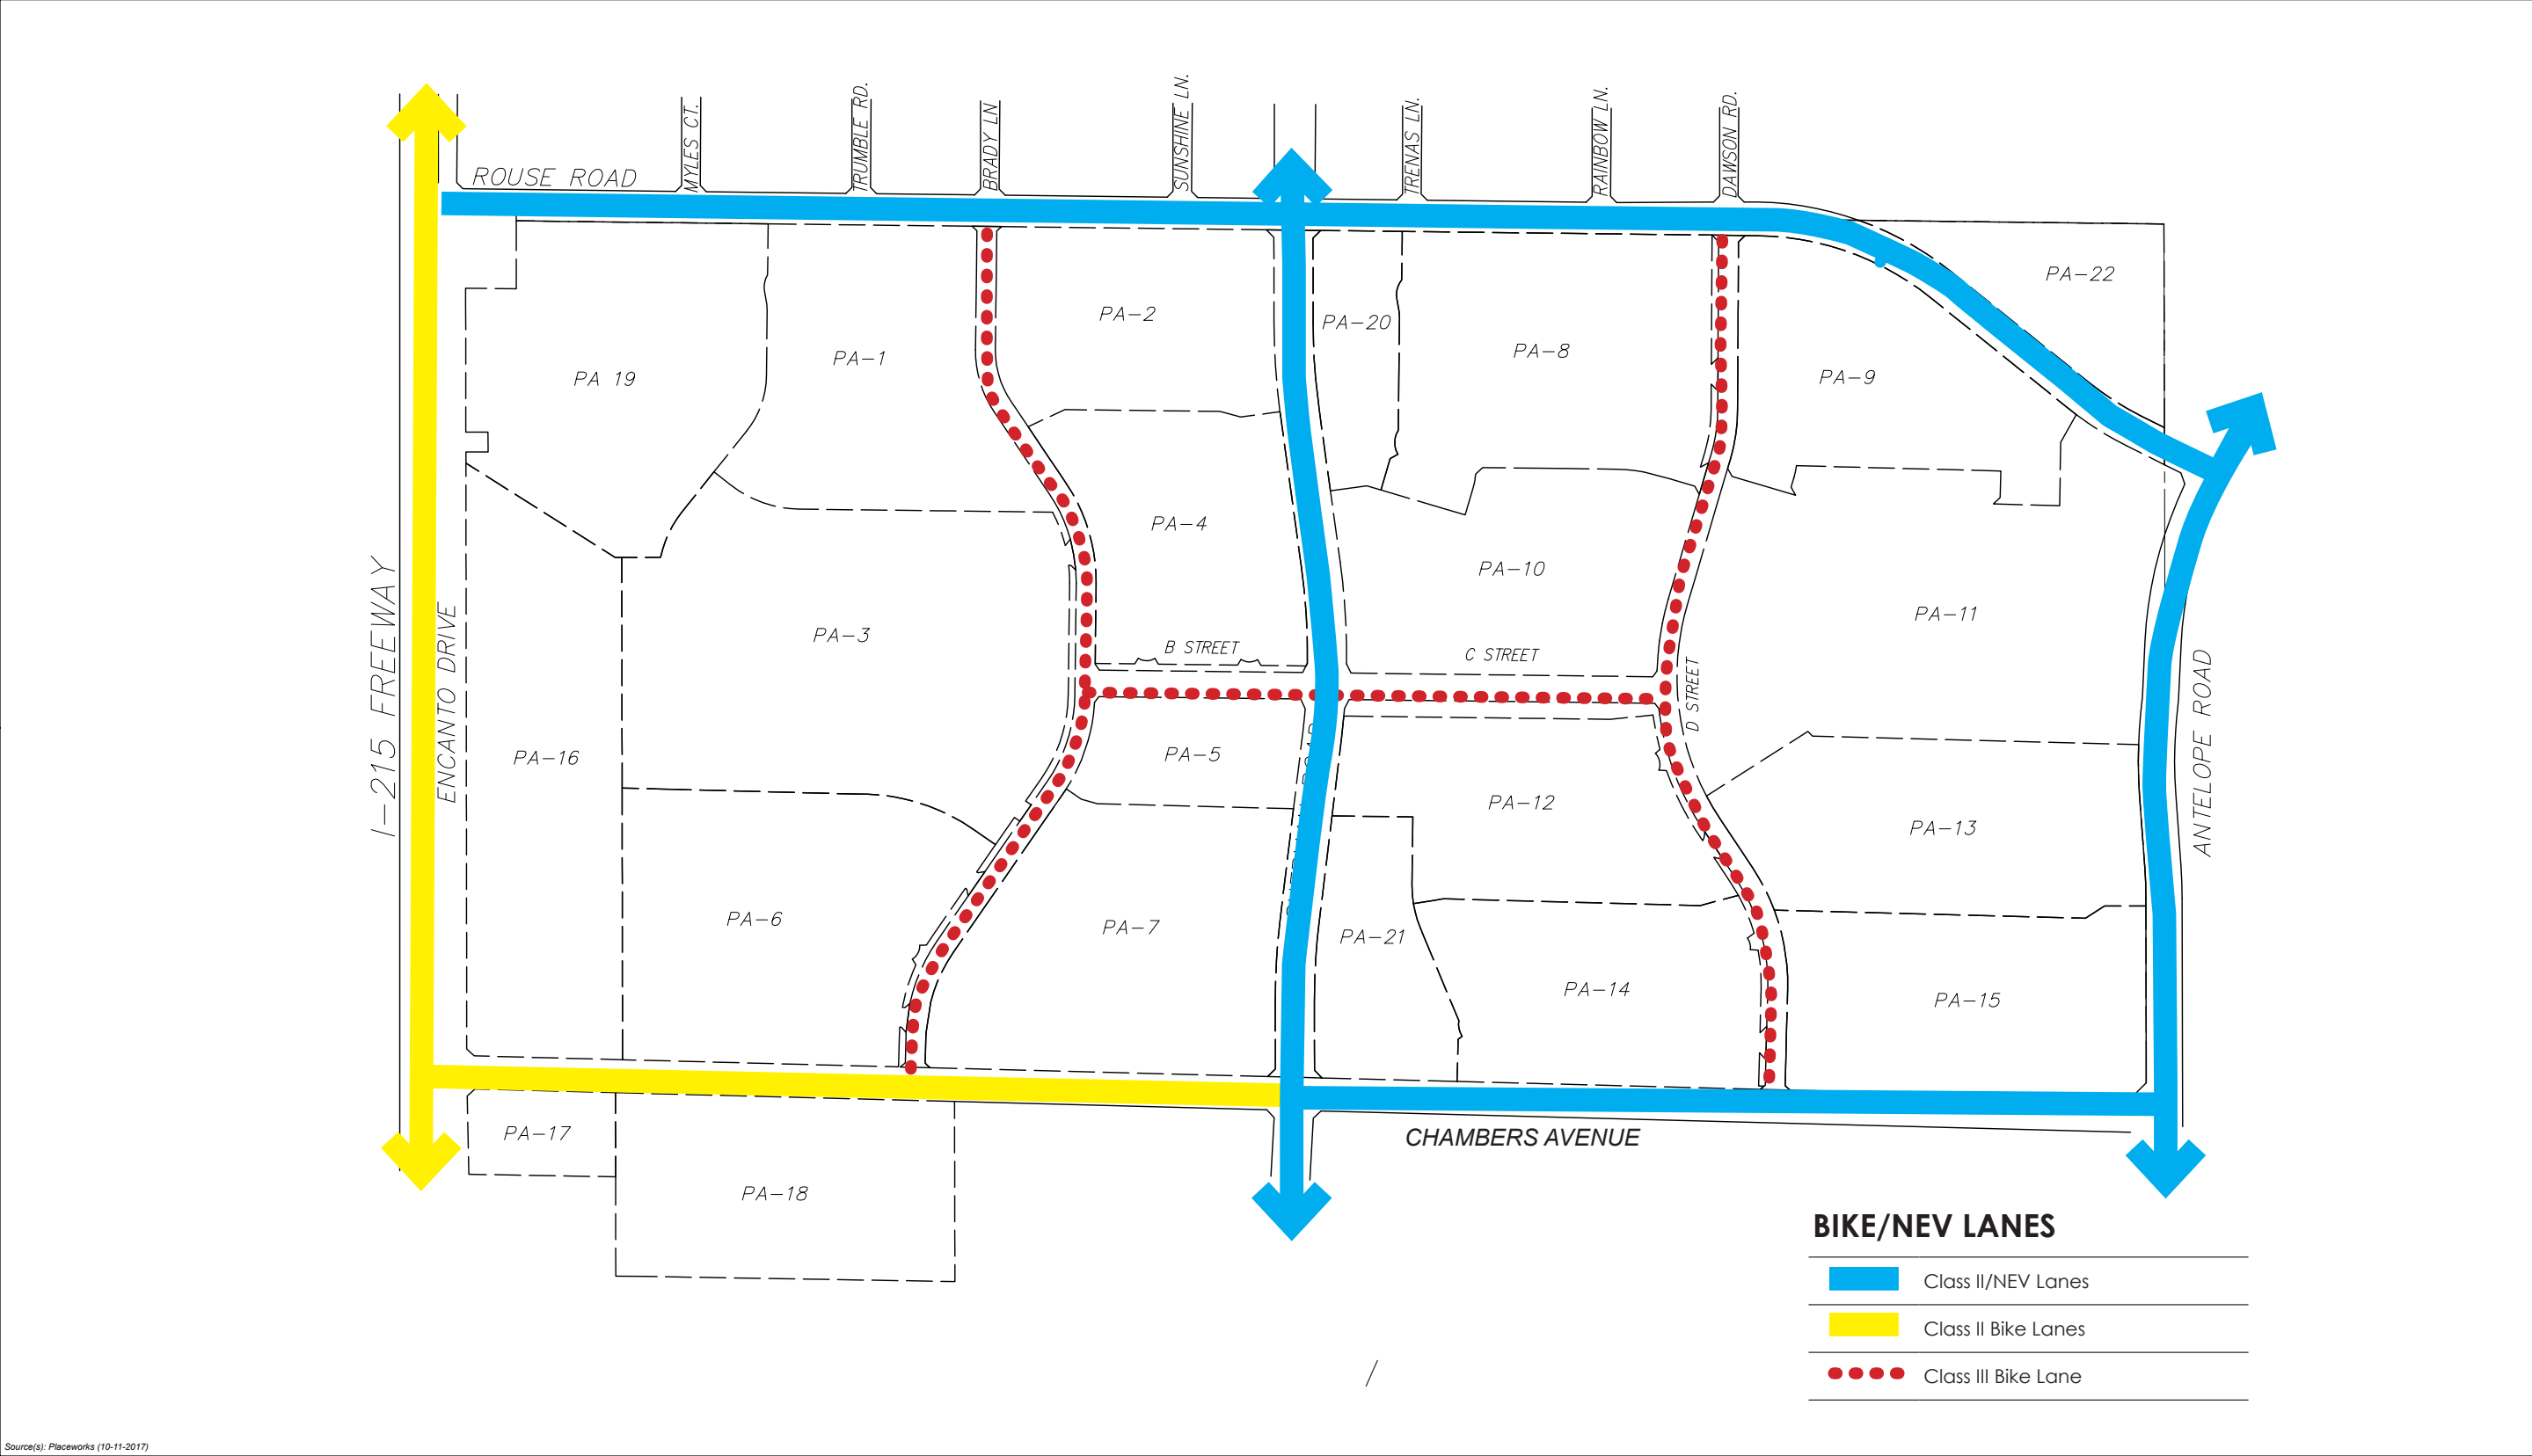 MYLES CT.
TRUMBLE RD.
BRADY LN
SUNSHINE LN.
TRENAS LN.
RAINBOW LN.
DAWSON RD.
ROUSE ROAD
PA-22
PA-2
PA-20
PA-8
PA-1
PA 19
PA-9
PA-4
PA-10
PA-11
PA-3
B STREET
C STREET
D STREET
I-215 FREEWAY
ENCANTO DRIVE
ANTELOPE ROAD
PA-16
PA-5
PA-12
PA-13
PA-6
PA-7
PA-21
PA-14
PA-15
PA-17
CHAMBERS AVENUE
PA-18
BIKE/NEV LANES
Class II/NEV Lanes
Class II Bike Lanes
Class III Bike Lane
Source(s): Placeworks (10-11-2017)